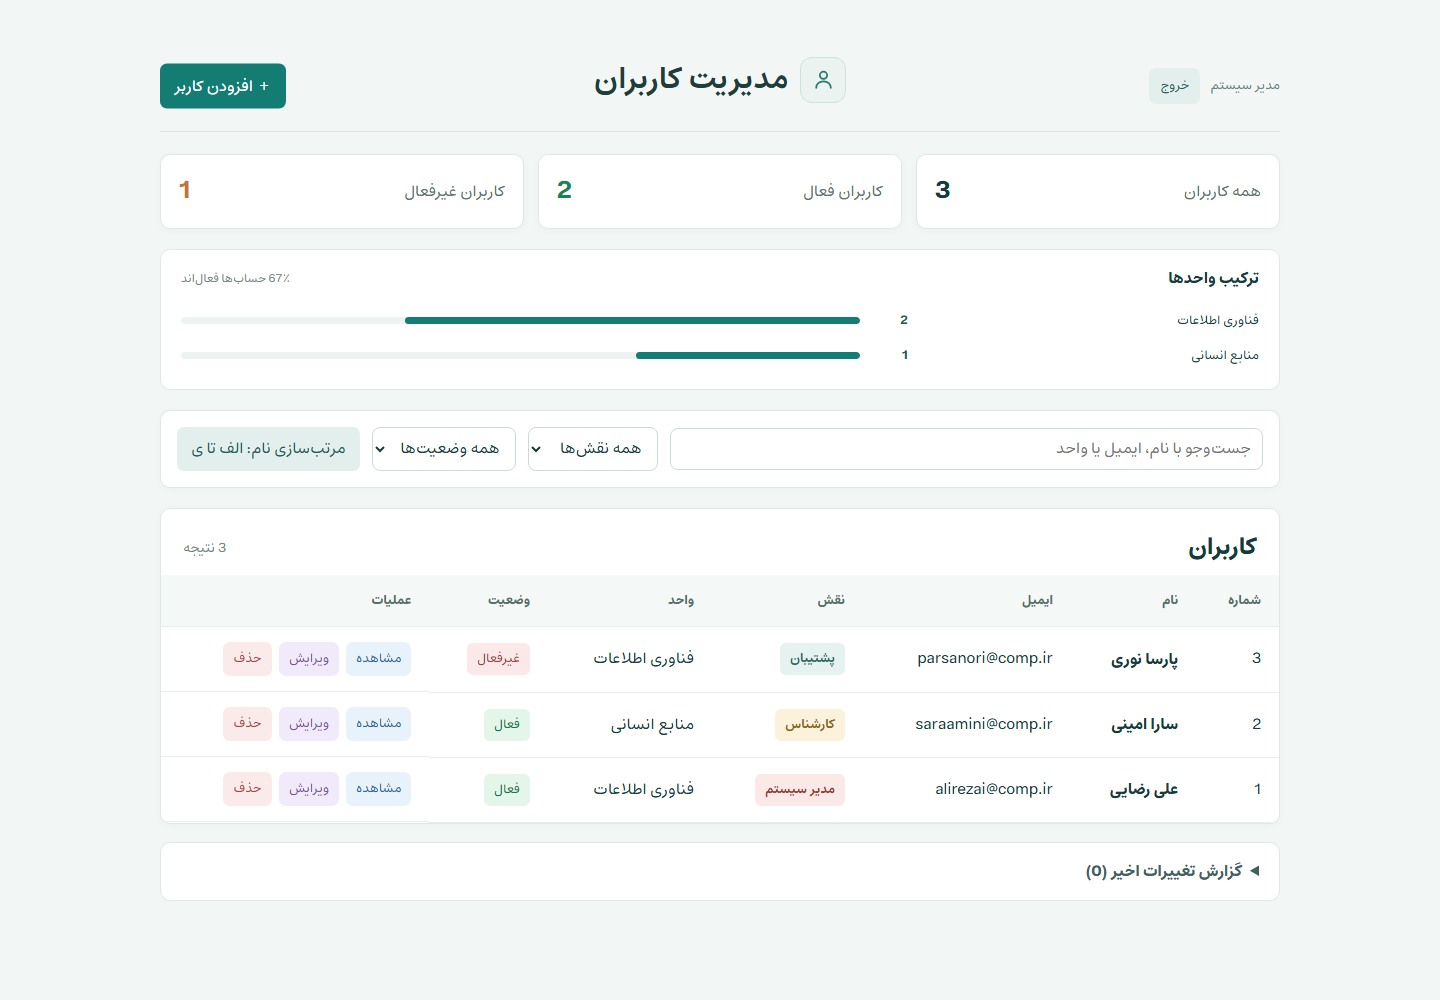 مدیر سیستم خروج
مدیریت کاربران
+ افزودن کاربر
همه کاربران 3
کاربران فعال 2
کاربران غیرفعال 1
ترکیب واحدها
67٪ حساب‌ها فعال‌اند
فناوری اطلاعات 2
منابع انسانی 1
جست‌وجو با نام، ایمیل یا واحد
همه نقش‌ها
همه وضعیت‌ها
مرتب‌سازی نام: الف تا ی
کاربران
3 نتیجه
شماره نام ایمیل نقش واحد وضعیت عملیات
3 پارسا نوری parsanori@comp.ir پشتیبان فناوری اطلاعات غیرفعال مشاهده ویرایش حذف
2 سارا امینی saraamini@comp.ir کارشناس منابع انسانی فعال مشاهده ویرایش حذف
1 علی رضایی alirezai@comp.ir مدیر سیستم فناوری اطلاعات فعال مشاهده ویرایش حذف
گزارش تغییرات اخیر (0)